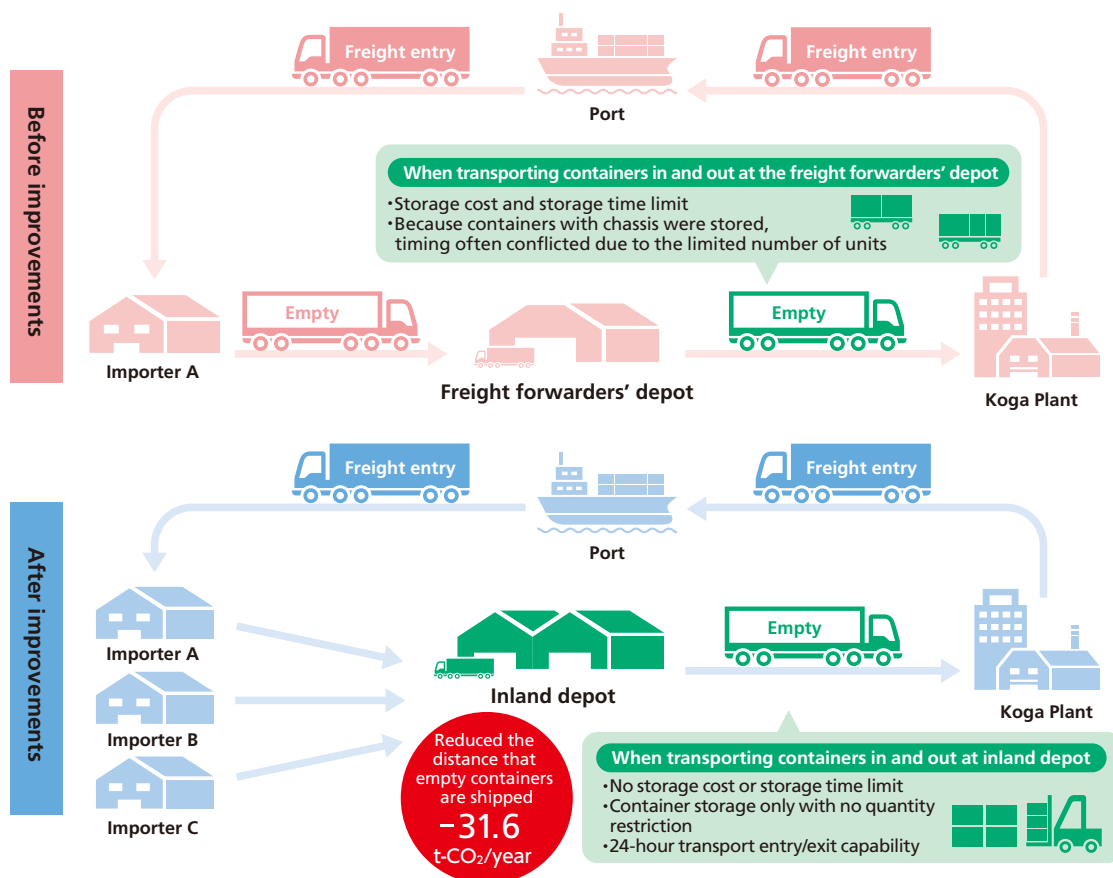 Before improvements
Freight entry
Freight entry
Port
When transporting containers in and out at the freight forwarders' depot
・Storage cost and storage time limit
・Because containers with chassis were stored,
timing often conflicted due to the limited number of units
Empty
Empty
Importer A
Freight forwarders' depot
Koga Plant
After improvements
Freight entry
Freight entry
Port
Importer A
Importer B
Importer C
Empty
Inland depot
Koga Plant
Reduced the
distance that
empty containers
are shipped
−31.6
t-CO₂/year
When transporting containers in and out at inland depot
・No storage cost or storage time limit
・Container storage only with no quantity
restriction
・24-hour transport entry/exit capability